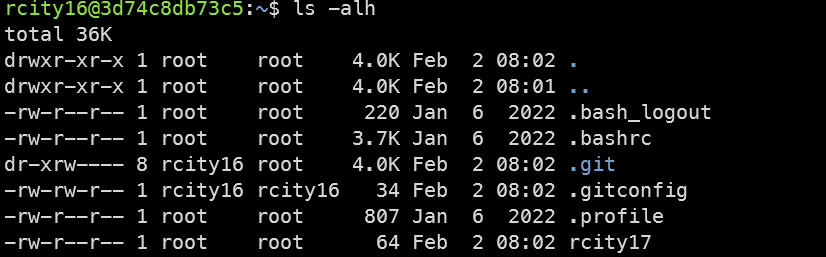 rcity16@3d74c8db73c5:~$ ls -alh
total 36K
drwxr-xr-x 1 root    root    4.0K Feb  2 08:02 .
drwxr-xr-x 1 root    root    4.0K Feb  2 08:01 ..
-rw-r--r-- 1 root    root     220 Jan  6  2022 .bash_logout
-rw-r--r-- 1 root    root    3.7K Jan  6  2022 .bashrc
dr-xrw---- 8 rcity16 root    4.0K Feb  2 08:02 .git
-rw-rw-r-- 1 rcity16 rcity16   34 Feb  2 08:02 .gitconfig
-rw-r--r-- 1 root    root     807 Jan  6  2022 .profile
-rw-r--r-- 1 root    root      64 Feb  2 08:02 rcity17